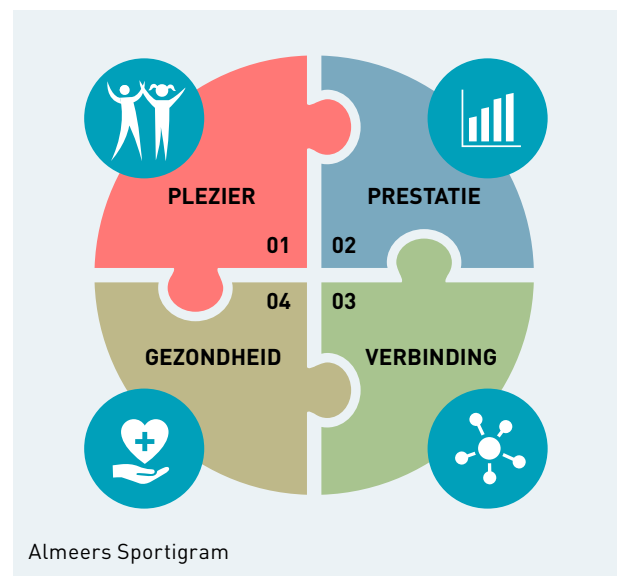 PLEZIER
01
PRESTATIE
02
VERBINDING
03
GEZONDHEID
04
Almeers Sportigram